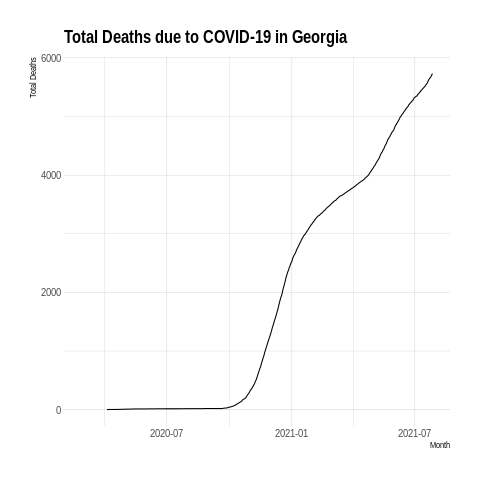 Total Deaths due to COVID-19 in Georgia
Total Deaths
6000
4000
2000
0
2020-07 2021-01 2021-07
Month